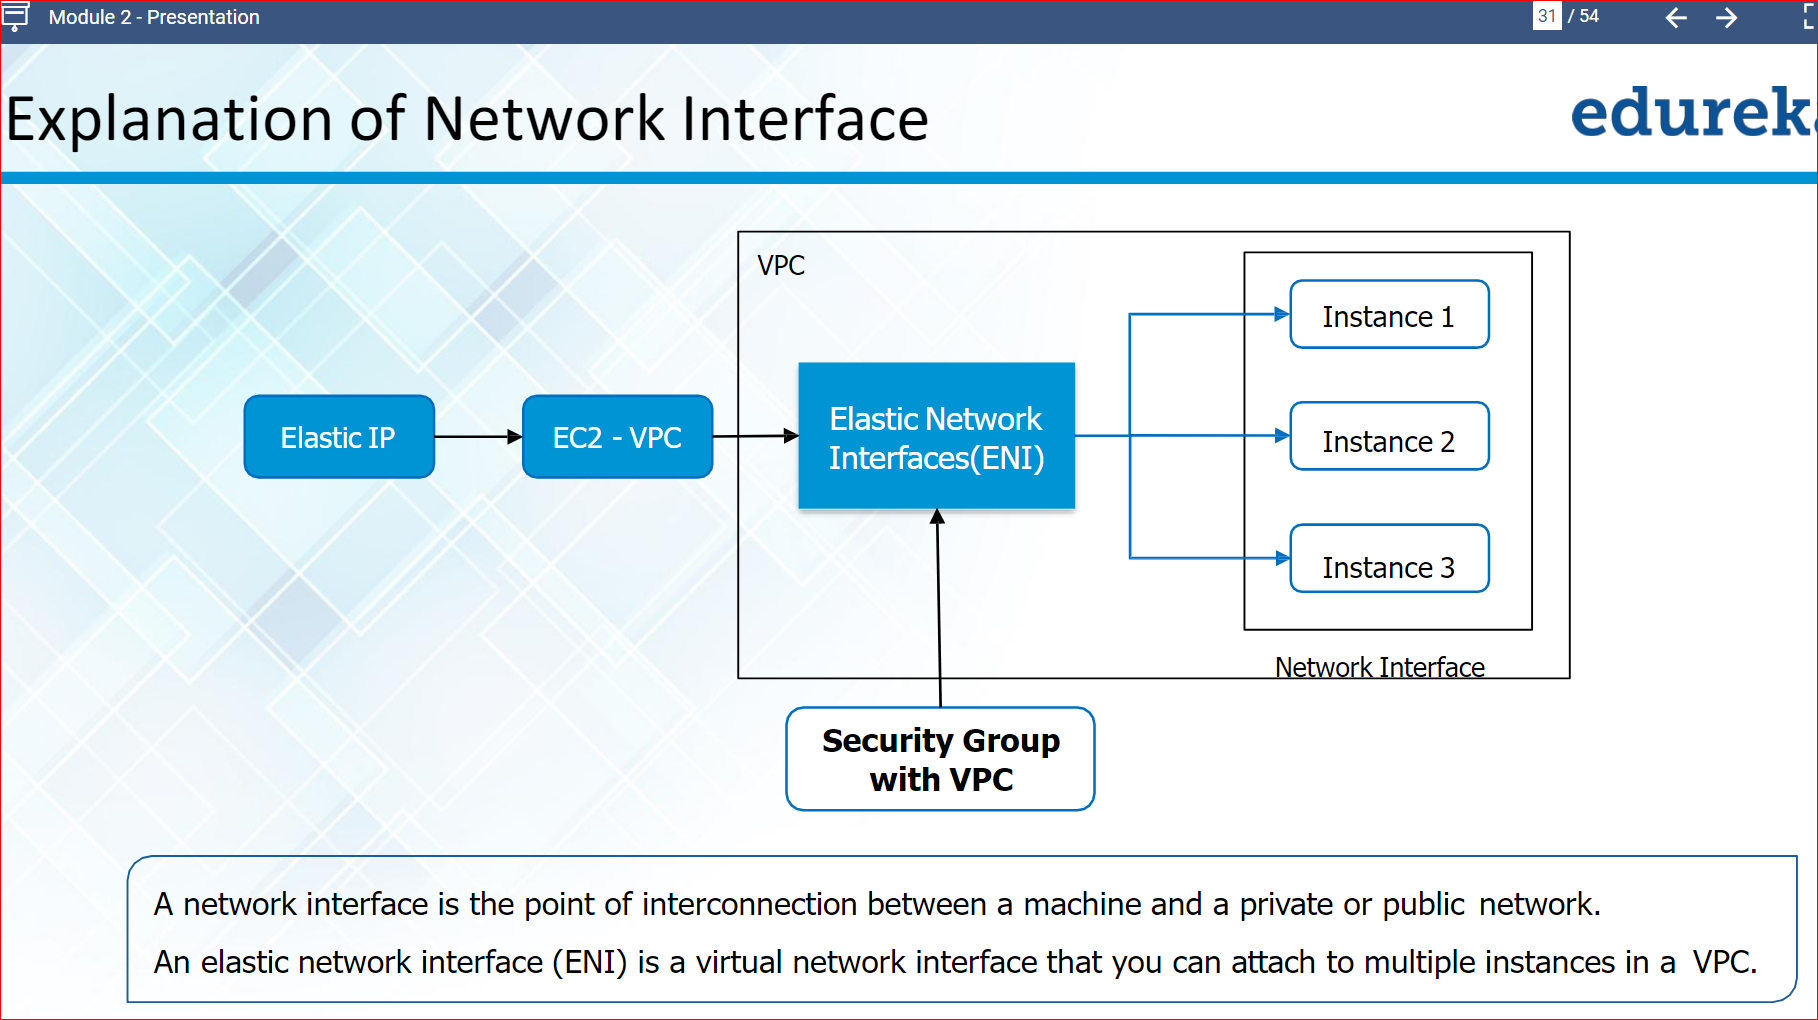 Module 2 - Presentation
31 / 54
Explanation of Network Interface
edureka
VPC
Instance 1
Elastic IP
EC2 - VPC
Elastic Network
Interfaces(ENI)
Instance 2
Instance 3
Network Interface
Security Group
with VPC
A network interface is the point of interconnection between a machine and a private or public network.
An elastic network interface (ENI) is a virtual network interface that you can attach to multiple instances in a VPC.